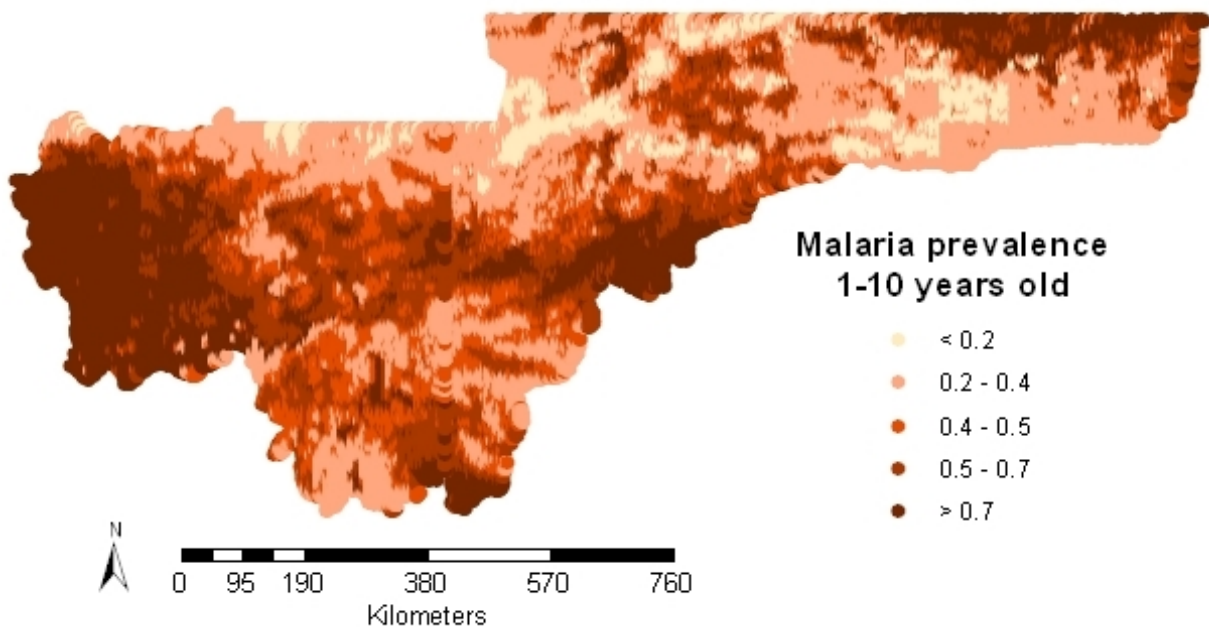 Malaria prevalence
1-10 years old
< 0.2
0.2 - 0.4
0.4 - 0.5
0.5 - 0.7
> 0.7
N
0 95 190 380 570 760
Kilometers